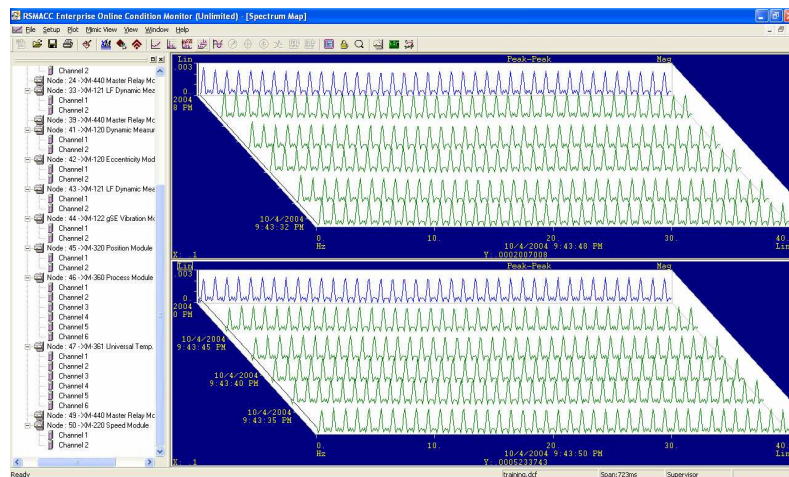 RSMACC Enterprise Online Condition Monitor (Unlimited) - [Spectrum Map]
File Setup Plot Mimic View View Window Help
Channel 2
Node : 24 -XM-440 Master Relay Mc
Node : 33 -XM-121 LF Dynamic Mea
Channel 1
Channel 2
Node : 39 -XM-440 Master Relay Mc
Node : 41 -XM-120 Dynamic Measur
Channel 1
Channel 2
Node : 42 -XM-120 Eccentricity Mod
Channel 1
Channel 2
Node : 43 -XM-121 LF Dynamic Mea
Channel 1
Channel 2
Node : 44 -XM-122 gSE Vibration Mc
Channel 1
Channel 2
Node : 45 -XM-320 Position Module
Channel 1
Channel 2
Node : 46 -XM-360 Process Module
Channel 1
Channel 2
Channel 3
Channel 4
Channel 5
Channel 6
Node : 47 -XM-361 Universal Temp.
Channel 1
Channel 2
Channel 3
Channel 4
Channel 5
Channel 6
Node : 49 -XM-440 Master Relay Mc
Node : 50 -XM-220 Speed Module
Channel 1
Channel 2
Lin Peak-Peak Mag
.003
0.
2004
8 PM
10/4/2004
9:43:32 PM
0. 10. 20. 30. 40.
Hz 10/4/2004 9:43:48 PM Lin
X: .1 Y: .0002007008
Lin Peak-Peak Mag
.003
0.
2004
0 PM
10/4/2004
9:43:45 PM
10/4/2004
9:43:40 PM
10/4/2004
9:43:35 PM
0. 10. 20. 30. 40.
Hz 10/4/2004 9:43:50 PM Lin
X: .1 Y: .0005233743
Ready training.dcf Span:723ms Supervisor